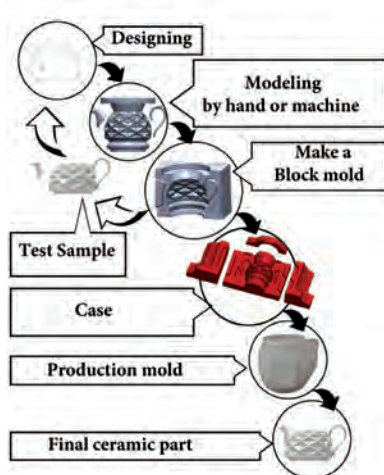 Designing
Modeling
by hand or machine
Make a
Block mold
Test Sample
Case
Production mold
Final ceramic part